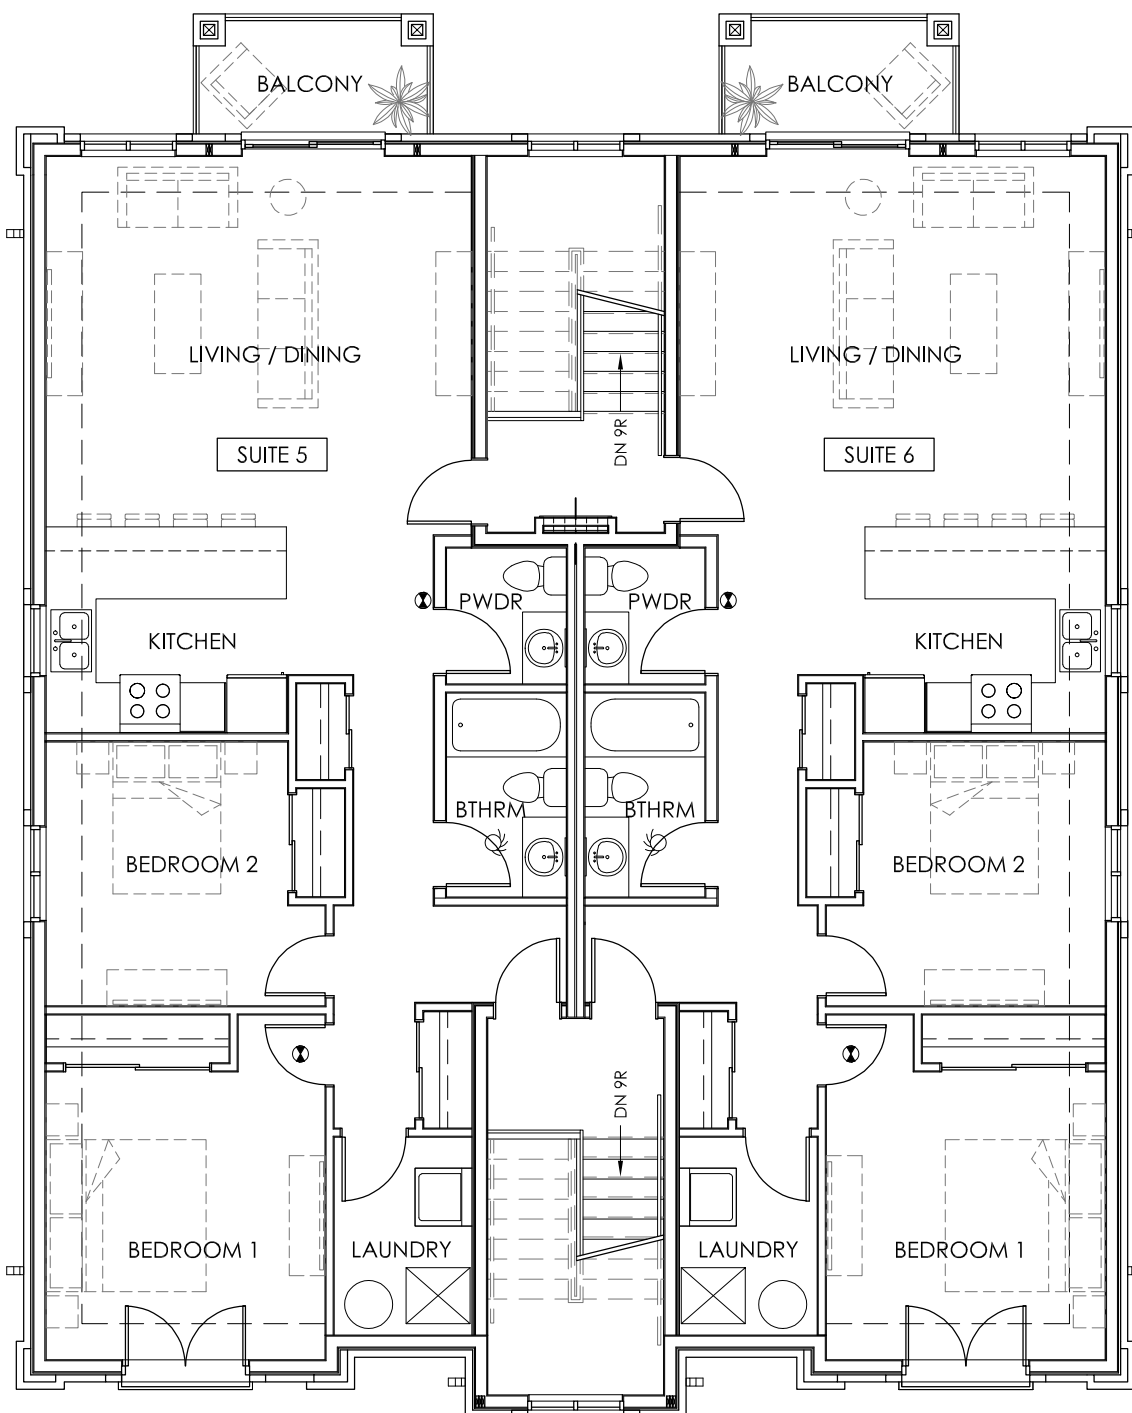 BALCONY
BALCONY
LIVING / DINING
LIVING / DINING
DN 9R
SUITE 5
SUITE 6
PWDR
PWDR
KITCHEN
KITCHEN
BTHRM
BTHRM
BEDROOM 2
BEDROOM 2
DN 9R
BEDROOM 1
LAUNDRY
LAUNDRY
BEDROOM 1